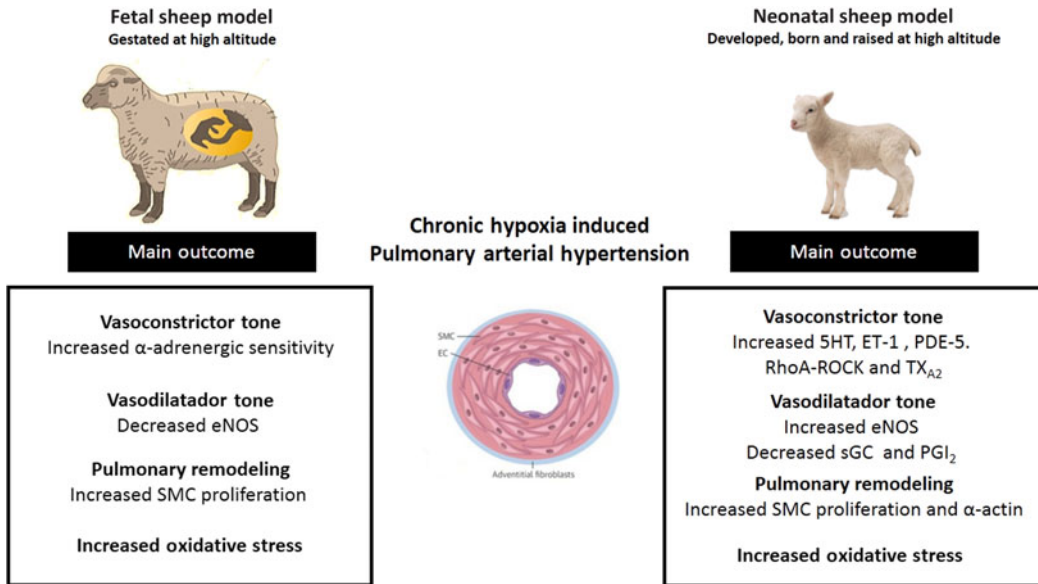 Fetal sheep model
Gestated at high altitude
Main outcome
Vasoconstrictor tone
Increased α-adrenergic sensitivity
Vasodilatador tone
Decreased eNOS
Pulmonary remodeling
Increased SMC proliferation
Increased oxidative stress
Chronic hypoxia induced
Pulmonary arterial hypertension
SMC
EC
Adventitial fibroblasts
Neonatal sheep model
Developed, born and raised at high altitude
Main outcome
Vasoconstrictor tone
Increased 5HT, ET-1 , PDE-5.
RhoA-ROCK and TXA2
Vasodilatador tone
Increased eNOS
Decreased sGC and PGI2
Pulmonary remodeling
Increased SMC proliferation and α-actin
Increased oxidative stress